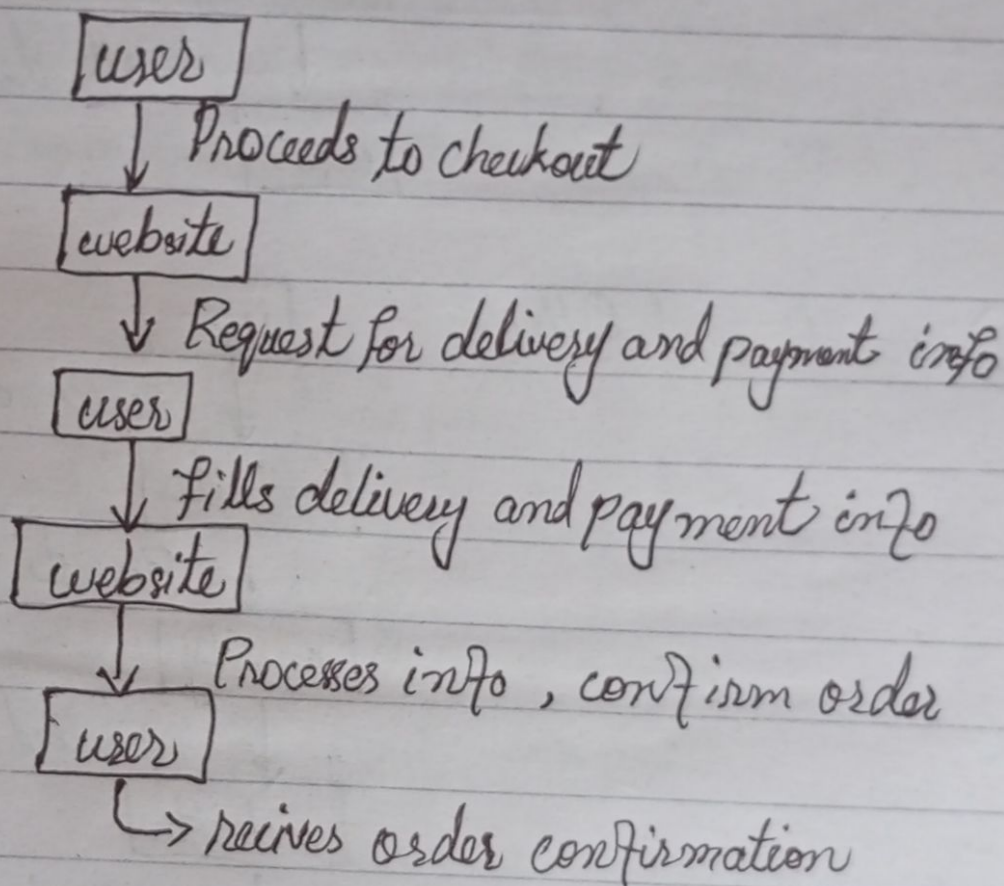 user
Proceeds to checkout
website
Request for delivery and payment info
user
fills delivery and payment info
website
Processes info , confirm order
user
recives order confirmation